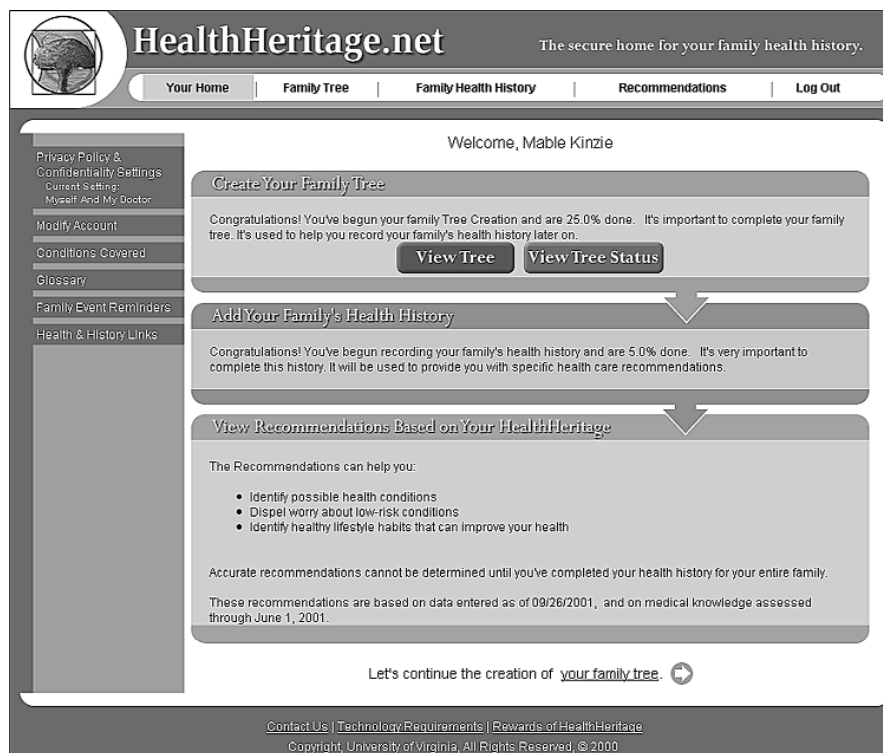 HealthHeritage.net
The secure home for your family health history.
Your Home | Family Tree | Family Health History | Recommendations | Log Out
Privacy Policy &
Confidentiality Settings
Current Setting:
Myself And My Doctor
Modify Account
Conditions Covered
Glossary
Family Event Reminders
Health & History Links
Welcome, Mable Kinzie
Create Your Family Tree
Congratulations! You've begun your family Tree Creation and are 25.0% done. It's important to complete your family
tree. It's used to help you record your family's health history later on.
View Tree View Tree Status
Add Your Family's Health History
Congratulations! You've begun recording your family's health history and are 5.0% done. It's very important to
complete this history. It will be used to provide you with specific health care recommendations.
View Recommendations Based on Your HealthHeritage
The Recommendations can help you:
• Identify possible health conditions
• Dispel worry about low-risk conditions
• Identify healthy lifestyle habits that can improve your health
Accurate recommendations cannot be determined until you've completed your health history for your entire family.
These recommendations are based on data entered as of 09/26/2001, and on medical knowledge assessed
through June 1, 2001.
Let's continue the creation of your family tree.
Contact Us | Technology Requirements | Rewards of HealthHeritage
Copyright, University of Virginia, All Rights Reserved, © 2000